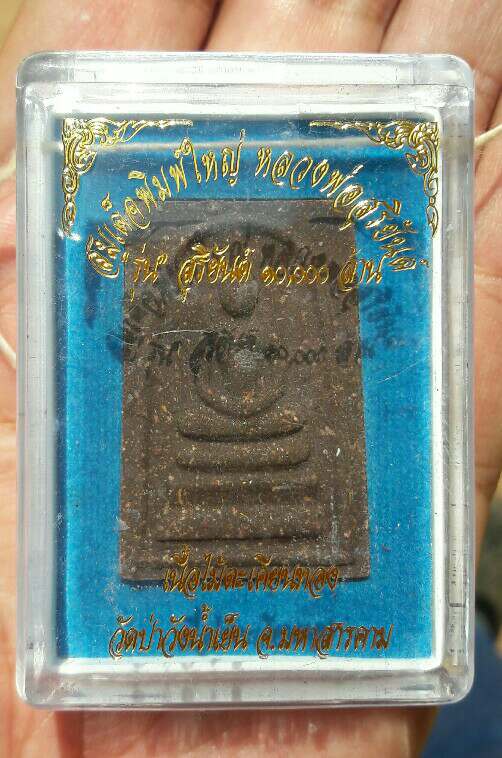 สมเด็จพิมพ์ใหญ่ หลวงพ่อสุริยันต์
"รุ่น" สุริยันต์ ๑๐,๐๐๐ ล้าน
เนื้อไม้ตะเคียนทอง
วัดป่าวังน้ำเย็น จ.มหาสารคาม